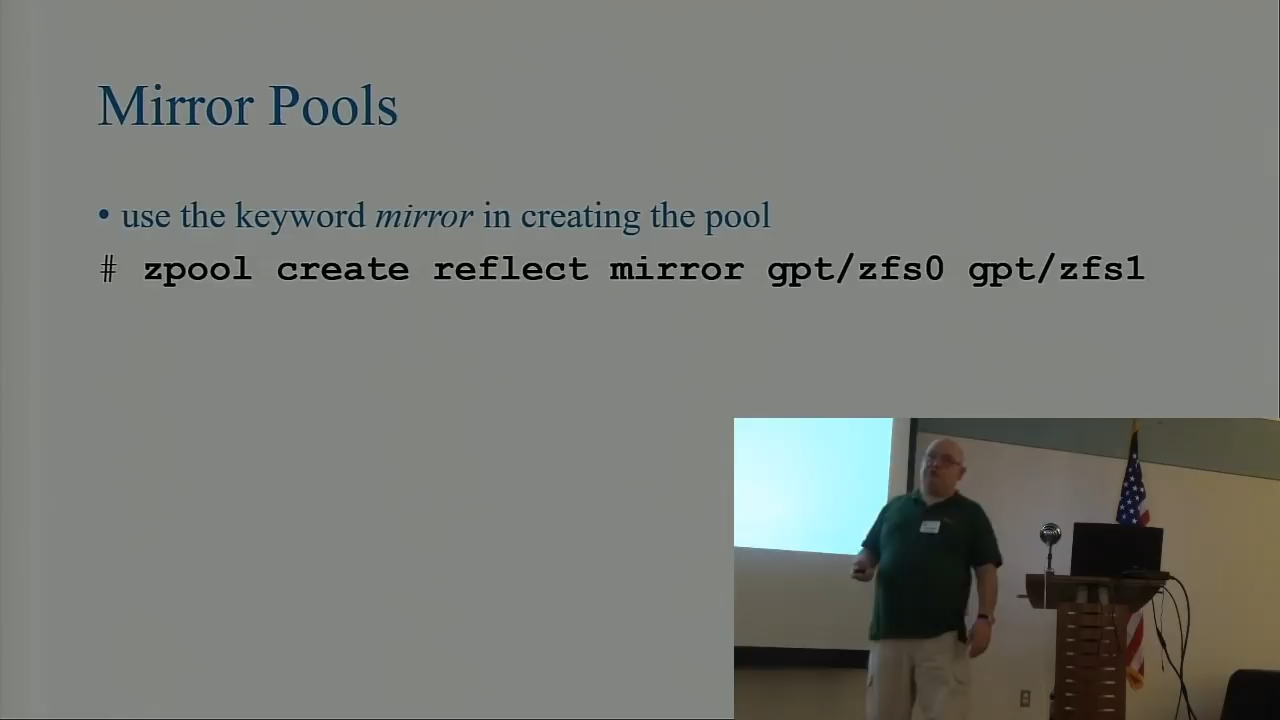 Mirror Pools
• use the keyword mirror in creating the pool
# zpool create reflect mirror gpt/zfs0 gpt/zfs1